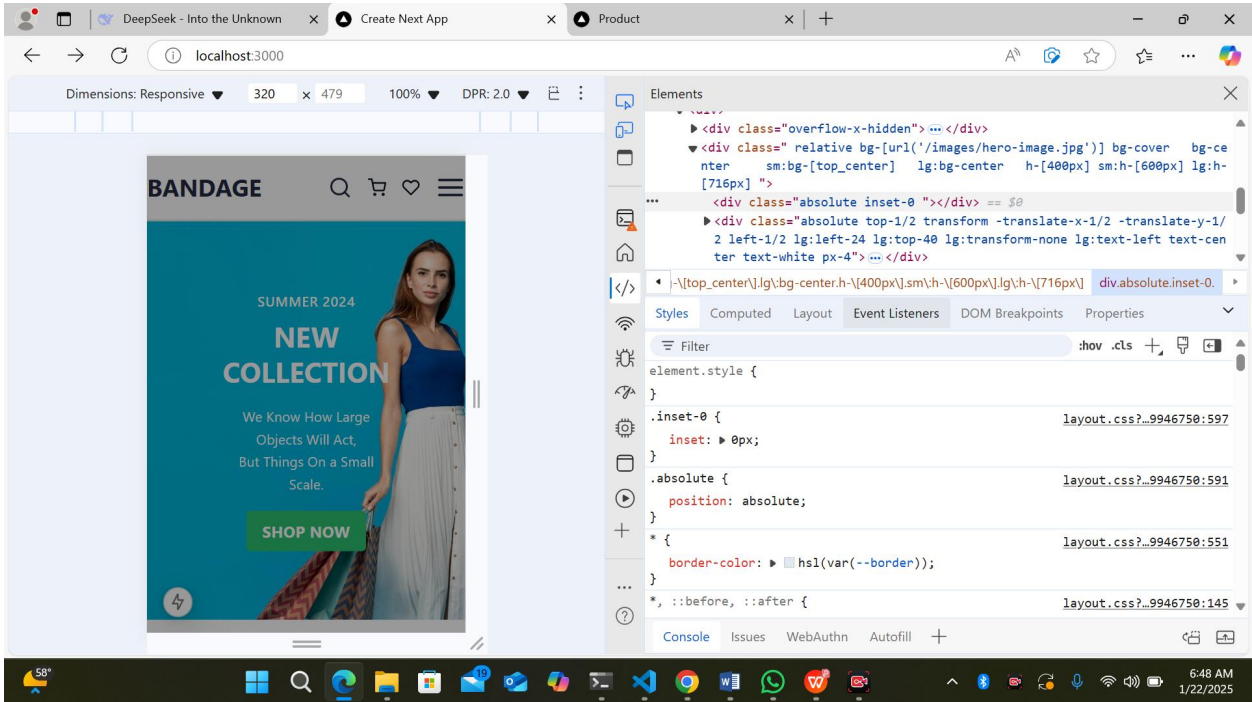 DeepSeek - Into the Unknown
Create Next App
Product
localhost:3000
Dimensions: Responsive 320 x 479 100% DPR: 2.0
BANDAGE
SUMMER 2024
NEW
COLLECTION
We Know How Large
Objects Will Act,
But Things On a Small
Scale.
SHOP NOW
Elements
<div class="overflow-x-hidden"> </div>
<div class=" relative bg-[url('/images/hero-image.jpg')] bg-cover bg-ce
nter sm:bg-[top_center] lg:bg-center h-[400px] sm:h-[600px] lg:h-
[716px] ">
<div class="absolute inset-0 "></div> == $0
<div class="absolute top-1/2 transform -translate-x-1/2 -translate-y-1/
2 left-1/2 lg:left-24 lg:top-40 lg:transform-none lg:text-left text-cen
ter text-white px-4"> </div>
-\[top_center\].lg\:bg-center.h-\[400px\].sm\:h-\[600px\].lg\:h-\[716px\] div.absolute.inset-0.
Styles Computed Layout Event Listeners DOM Breakpoints Properties
Filter :hov .cls
element.style {
}
.inset-0 { layout.css?…9946750:597
inset: 0px;
}
.absolute { layout.css?…9946750:591
position: absolute;
}
* { layout.css?…9946750:551
border-color: hsl(var(--border));
}
*, ::before, ::after { layout.css?…9946750:145
Console Issues WebAuthn Autofill
58°
19
6:48 AM
1/22/2025